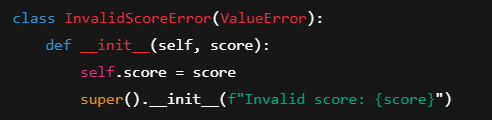 class InvalidScoreError(ValueError):
    def __init__(self, score):
        self.score = score
        super().__init__(f"Invalid score: {score}")